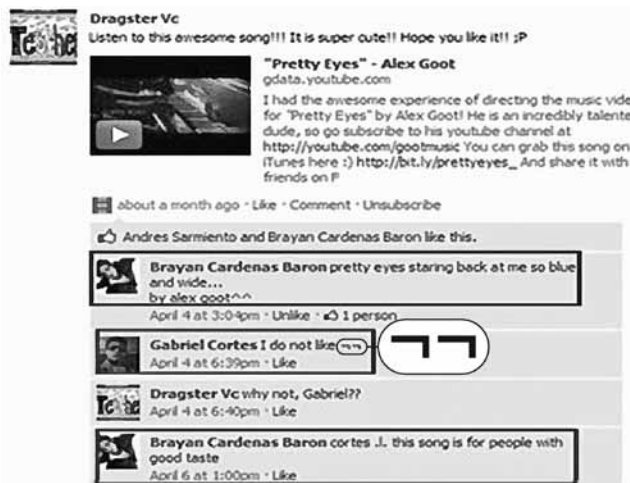 Dragster Vc
Listen to this awesome song!!! It is super cute!! Hope you like it!! ;P
"Pretty Eyes" - Alex Goot
gdata.youtube.com
I had the awesome experience of directing the music vide
for "Pretty Eyes" by Alex Goot! He is an incredibly talente
dude, so go subscribe to his youtube channel at
http://youtube.com/gootmusic You can grab this song on
iTunes here :) http://bit.ly/prettyeyes_ And share it with
friends on F
about a month ago · Like · Comment · Unsubscribe
Andres Sarmiento and Brayan Cardenas Baron like this.
Brayan Cardenas Baron pretty eyes staring back at me so blue
and wide...
by alex goot^^
April 4 at 3:04pm · Unlike · 1 person
Gabriel Cortes I do not like ¬¬
¬¬
April 4 at 6:39pm · Like
Dragster Vc why not, Gabriel??
April 4 at 6:40pm · Like
Brayan Cardenas Baron cortes .l. this song is for people with
good taste
April 6 at 1:00pm · Like